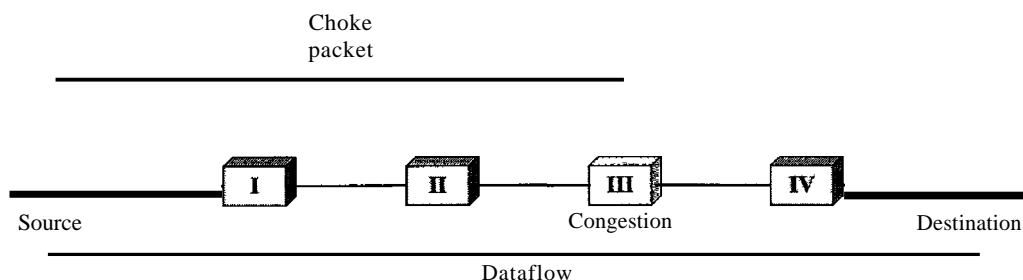 Choke
packet
I II III IV
Source Congestion Destination
Dataflow